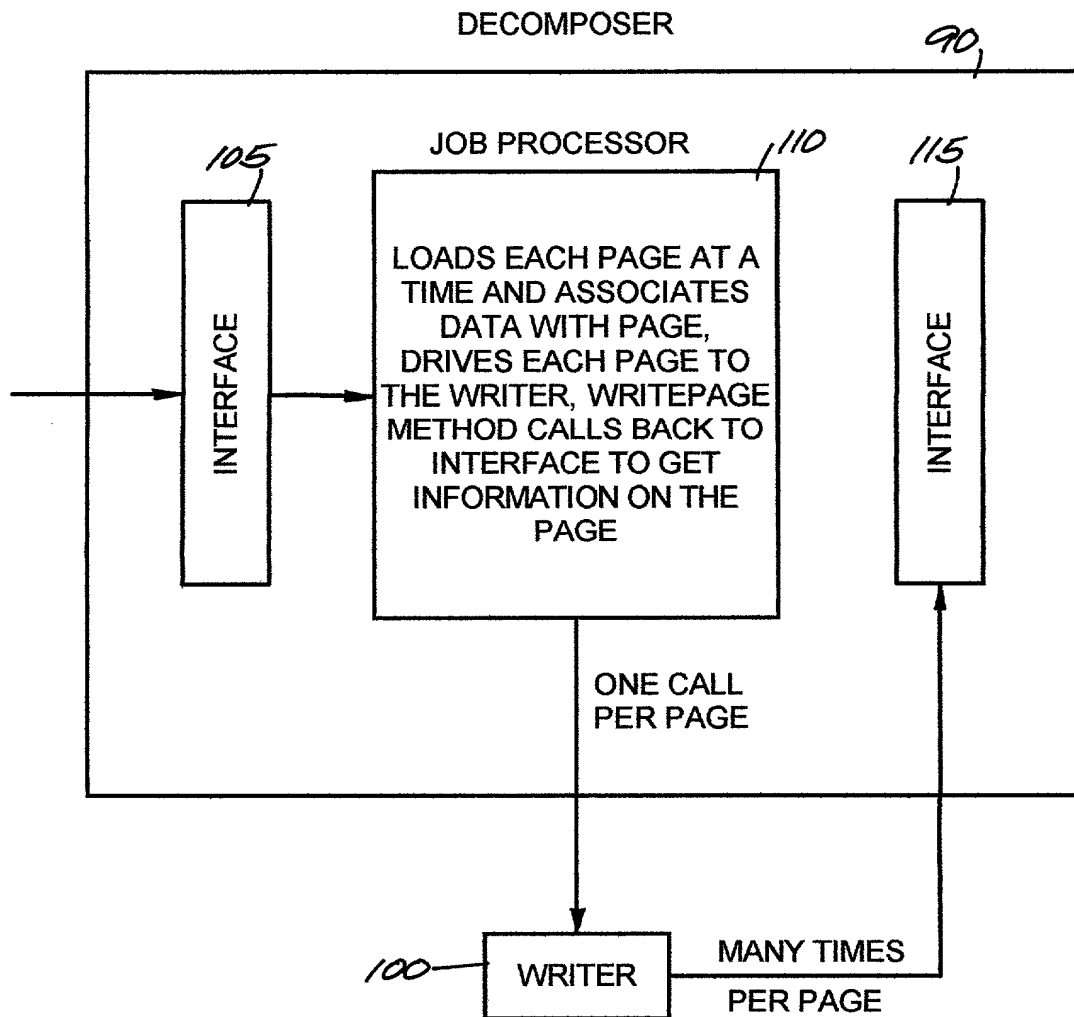 DECOMPOSER
90
JOB PROCESSOR
105
110
115
INTERFACE
LOADS EACH PAGE AT A
TIME AND ASSOCIATES
DATA WITH PAGE,
DRIVES EACH PAGE TO
THE WRITER, WRITEPAGE
METHOD CALLS BACK TO
INTERFACE TO GET
INFORMATION ON THE
PAGE
INTERFACE
ONE CALL
PER PAGE
100
WRITER
MANY TIMES
PER PAGE